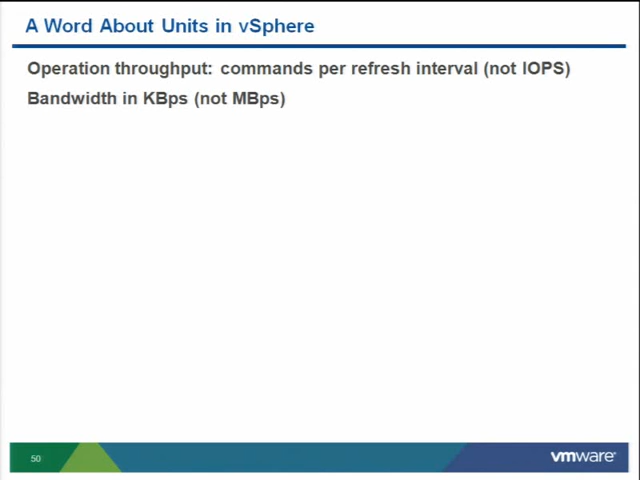 A Word About Units in vSphere
Operation throughput: commands per refresh interval (not IOPS)
Bandwidth in KBps (not MBps)
50
vmware